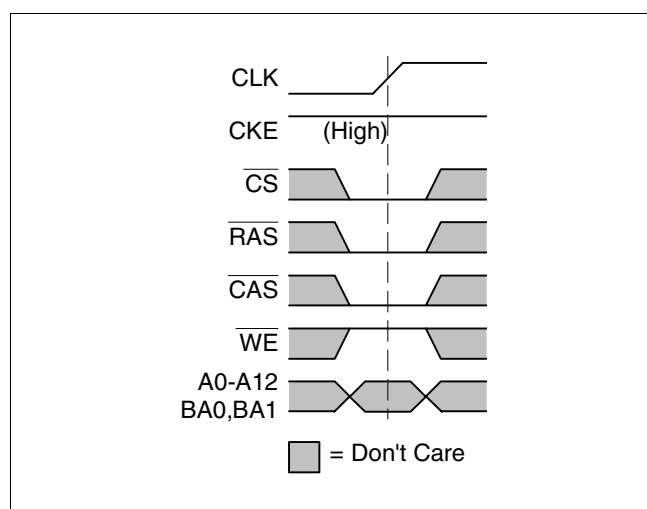 CLK
CKE (High)
CS
RAS
CAS
WE
A0-A12
BA0,BA1
= Don't Care